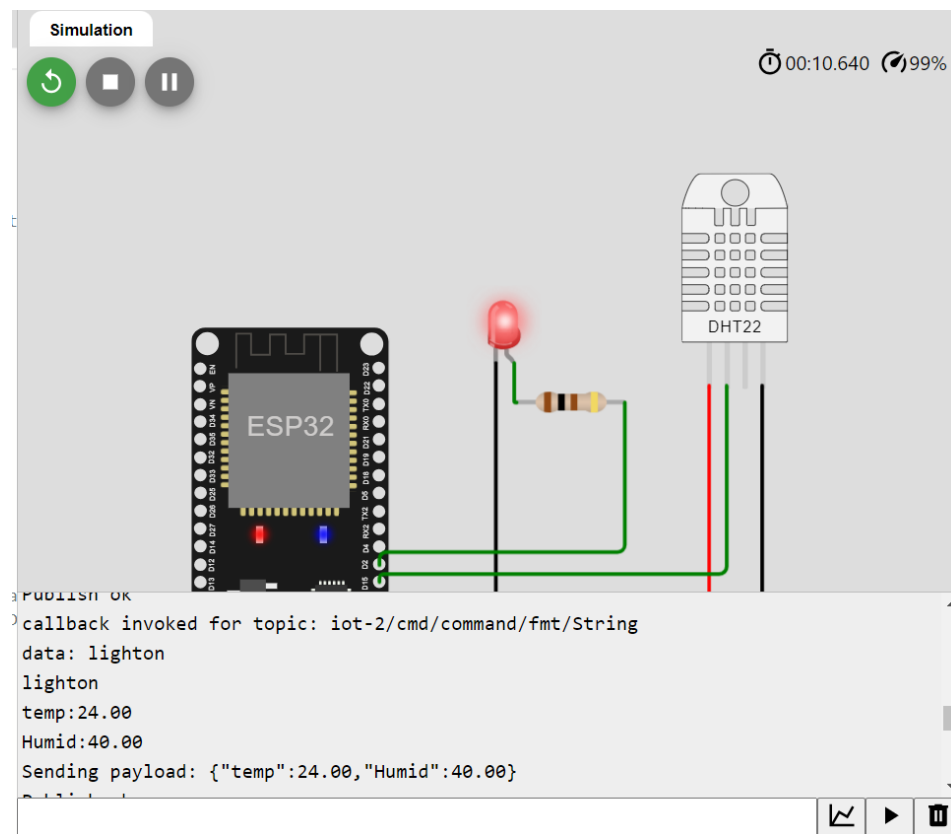 Simulation
00:10.640 99%
DHT22
ESP32
EN
VP
VN
D34
D35
D32
D33
D25
D26
D27
D14
D12
D13
D23
D22
TX0
RX0
D21
D19
D18
D5
TX2
RX2
D4
D2
D15
Publish ok
callback invoked for topic: iot-2/cmd/command/fmt/String
data: lighton
lighton
temp:24.00
Humid:40.00
Sending payload: {"temp":24.00,"Humid":40.00}